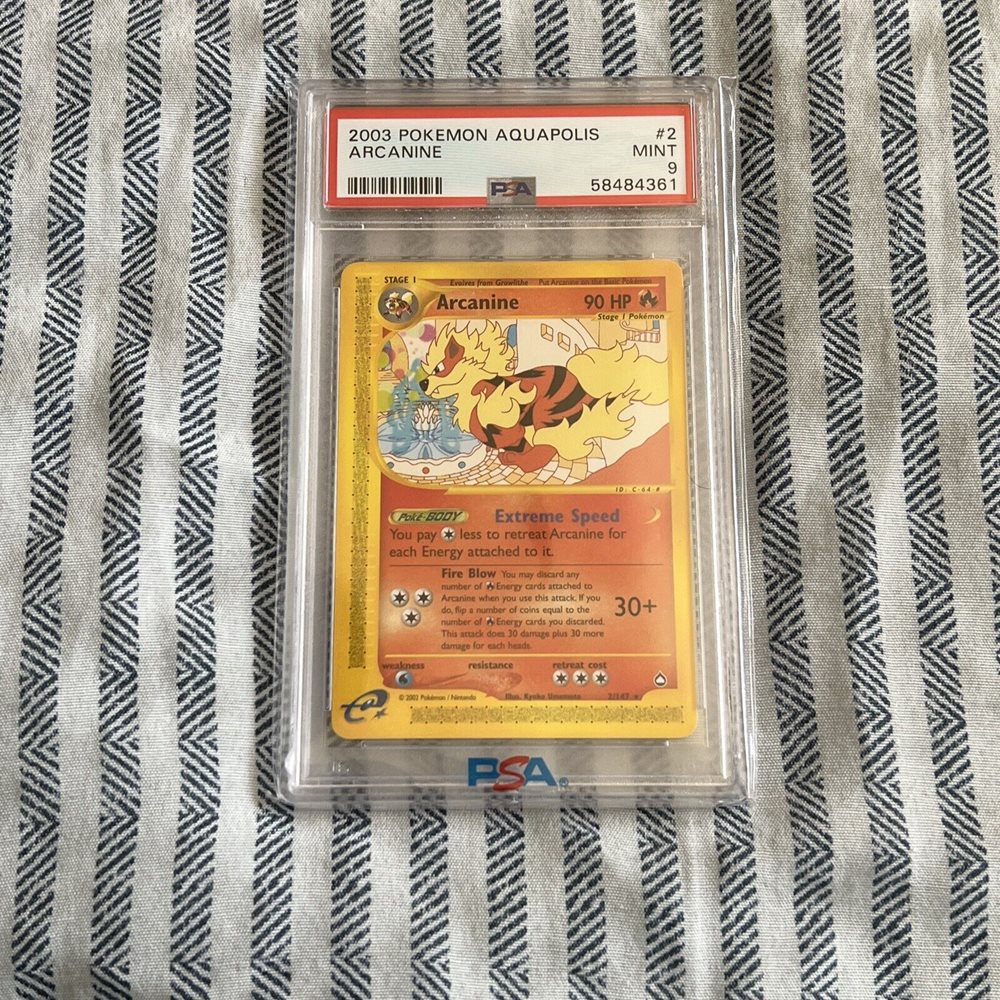 2003 POKEMON AQUAPOLIS #2
ARCANINE MINT
9
PSA 58484361
STAGE 1 Evolves from Growlithe Put Arcanine on the Basic Pokémon
Arcanine 90 HP
Stage 1 Pokémon
ID: C-64-#
Poké-BODY Extreme Speed
You pay less to retreat Arcanine for
each Energy attached to it.
Fire Blow You may discard any
number of Energy cards attached to
Arcanine when you use this attack. If you
do, flip a number of coins equal to the
number of Energy cards you discarded.
This attack does 30 damage plus 30 more
damage for each heads.
30+
weakness resistance retreat cost
© 2002 Pokémon / Nintendo Illus. Kyoko Umemoto 2/147 ★
e
PSA®